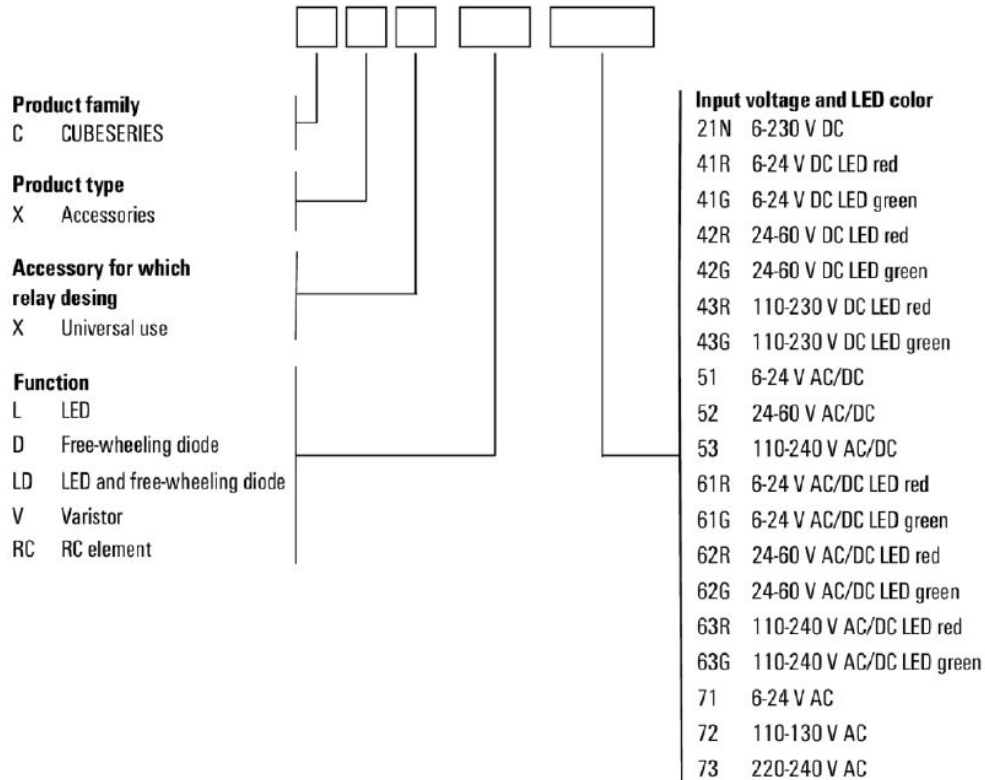 Product family
C CUBESERIES
Product type
X Accessories
Accessory for which
relay desing
X Universal use
Function
L LED
D Free-wheeling diode
LD LED and free-wheeling diode
V Varistor
RC RC element
Input voltage and LED color
21N 6-230 V DC
41R 6-24 V DC LED red
41G 6-24 V DC LED green
42R 24-60 V DC LED red
42G 24-60 V DC LED green
43R 110-230 V DC LED red
43G 110-230 V DC LED green
51 6-24 V AC/DC
52 24-60 V AC/DC
53 110-240 V AC/DC
61R 6-24 V AC/DC LED red
61G 6-24 V AC/DC LED green
62R 24-60 V AC/DC LED red
62G 24-60 V AC/DC LED green
63R 110-240 V AC/DC LED red
63G 110-240 V AC/DC LED green
71 6-24 V AC
72 110-130 V AC
73 220-240 V AC